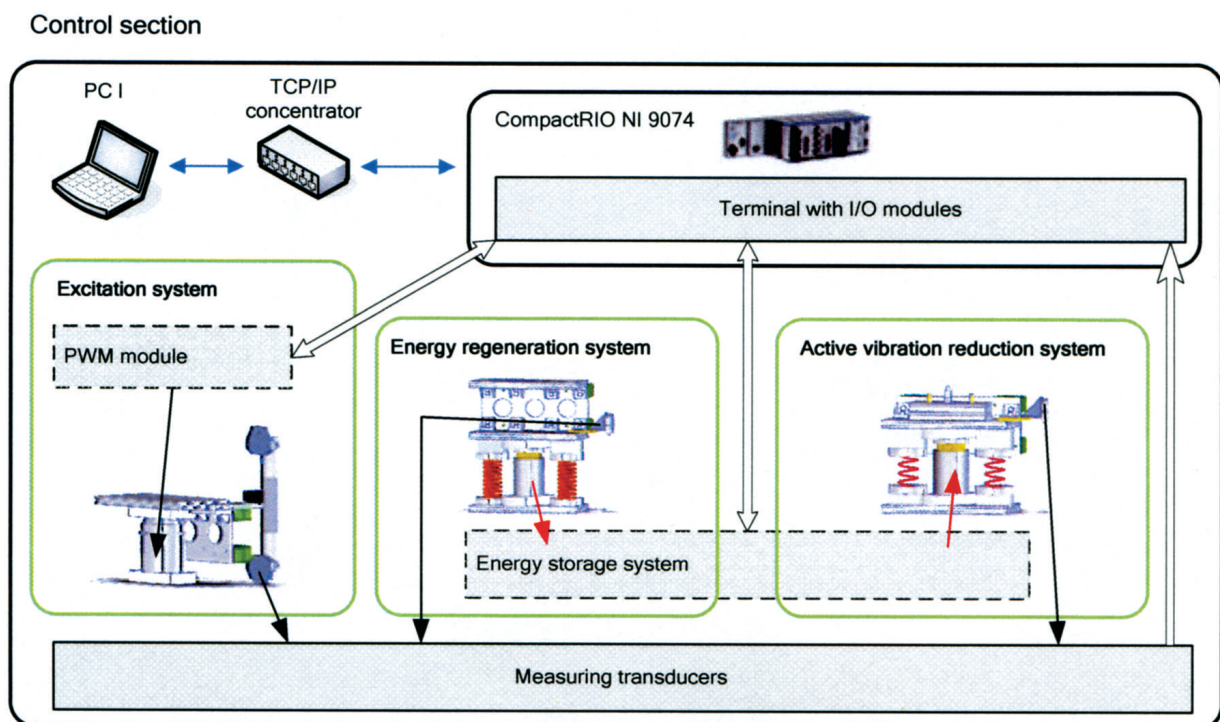 Control section
PC I
TCP/IP
concentrator
CompactRIO NI 9074
Terminal with I/O modules
Excitation system
PWM module
Energy regeneration system
Active vibration reduction system
Energy storage system
Measuring transducers